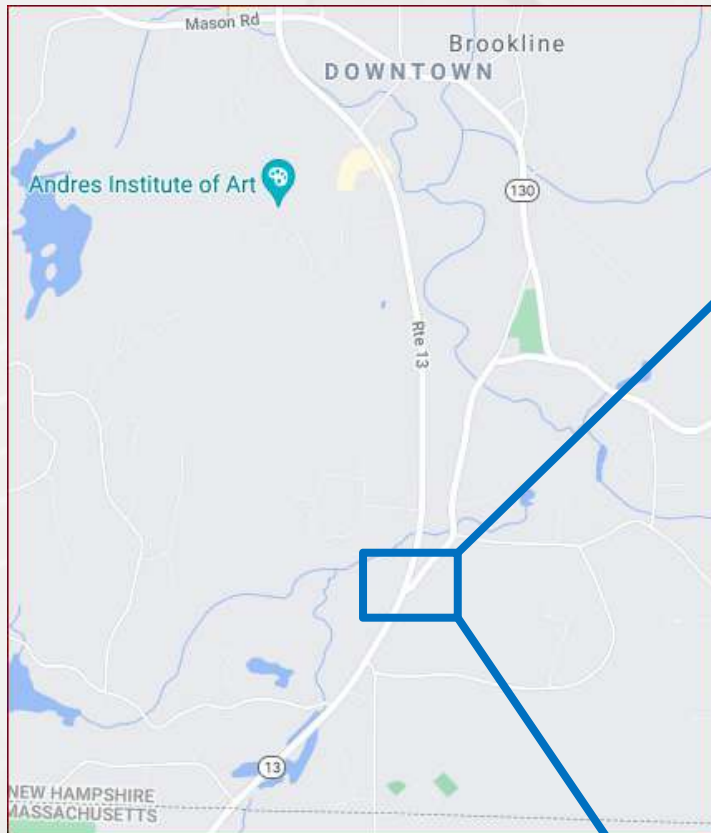 Mason Rd
Brookline
DOWNTOWN
Andres Institute of Art
130
Rte 13
13
NEW HAMPSHIRE
MASSACHUSETTS